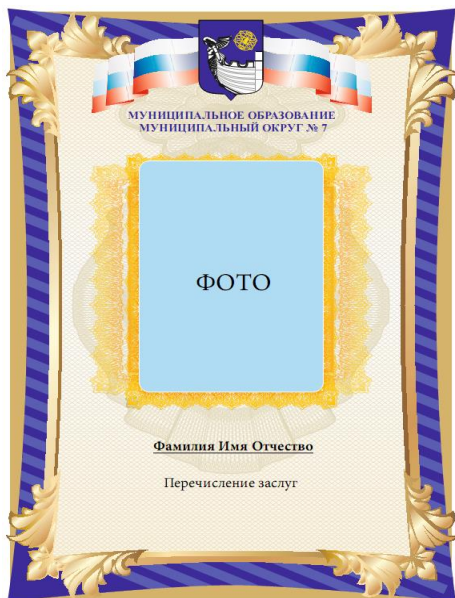 МУНИЦИПАЛЬНОЕ ОБРАЗОВАНИЕ
МУНИЦИПАЛЬНЫЙ ОКРУГ № 7
ФОТО
Фамилия Имя Отчество
Перечисление заслуг